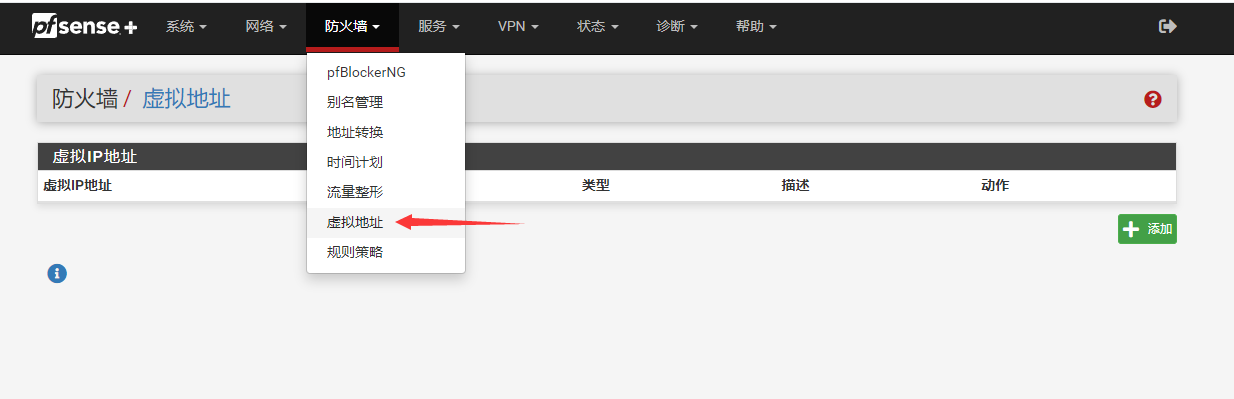 pfsense+ 系统 网络 防火墙 服务 VPN 状态 诊断 帮助
pfBlockerNG
别名管理
地址转换
时间计划
流量整形
虚拟地址
规则策略
防火墙/ 虚拟地址
虚拟IP地址
虚拟IP地址 类型 描述 动作
添加